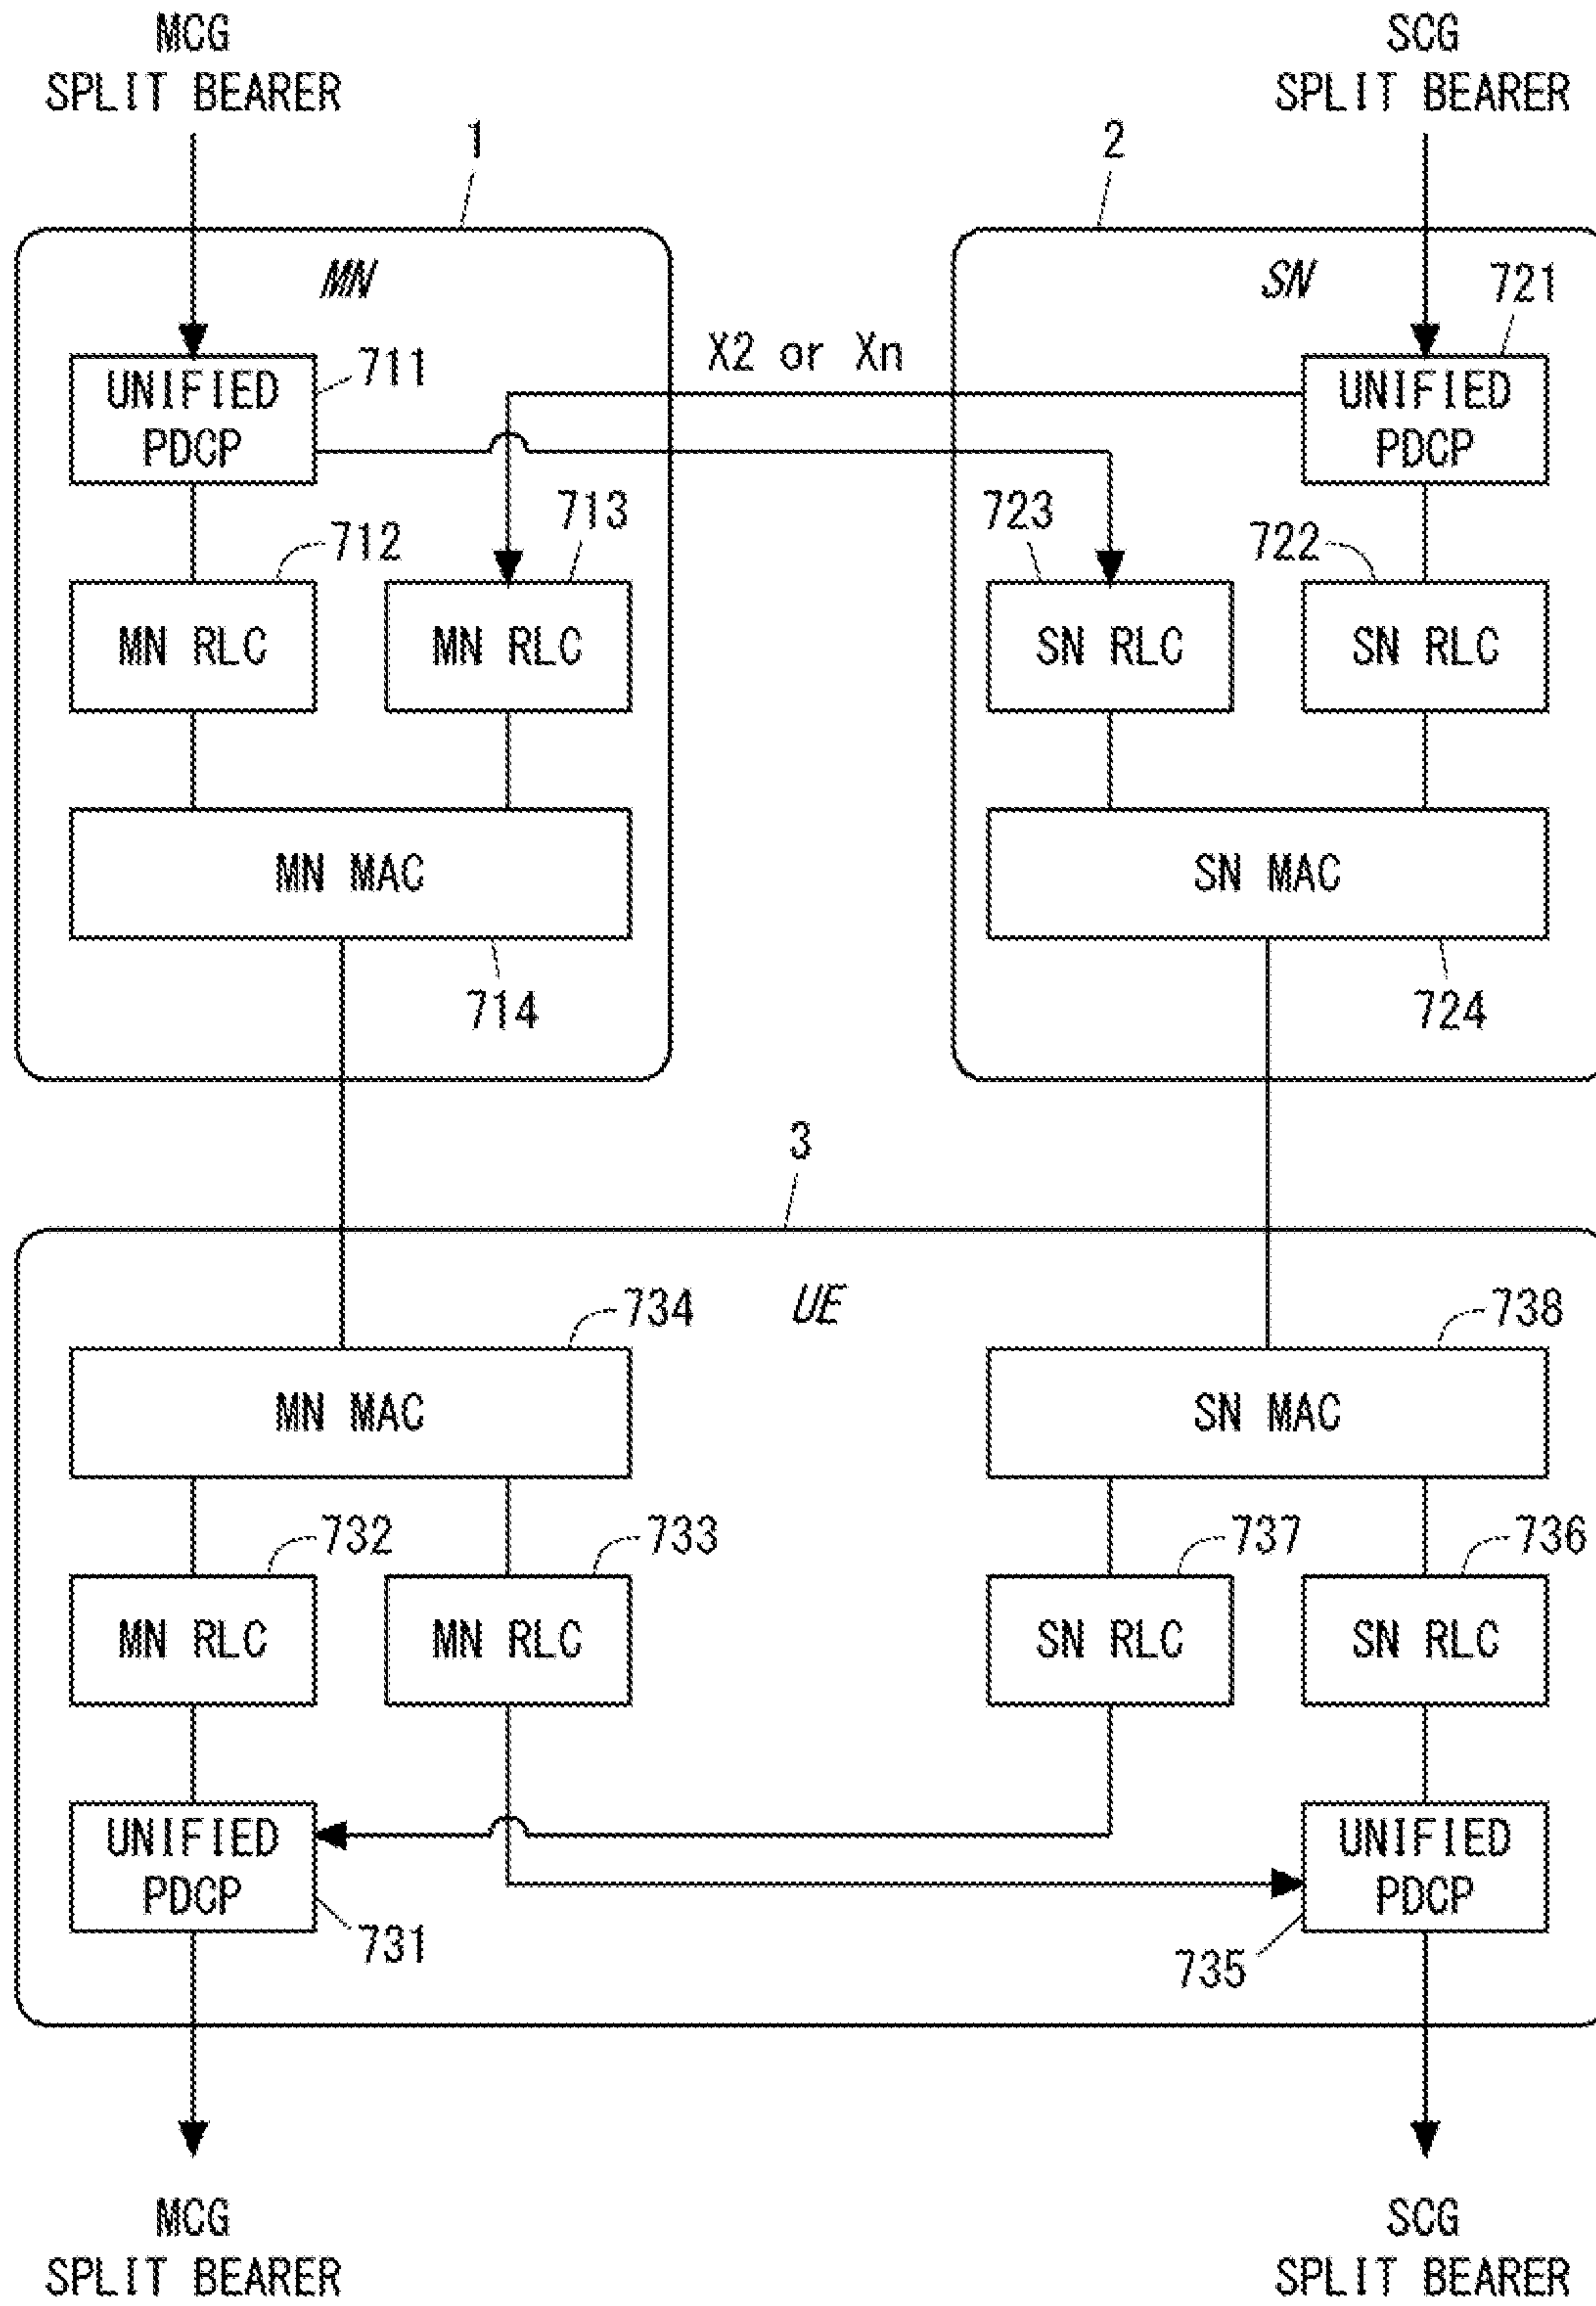 MCG
SPLIT BEARER
SCG
SPLIT BEARER
1
2
MN
SN
721
X2 or Xn
UNIFIED
PDCP
711
UNIFIED
PDCP
713
723
712
722
MN RLC
MN RLC
SN RLC
SN RLC
MN MAC
SN MAC
714
724
3
UE
734
738
MN MAC
SN MAC
732
733
737
736
MN RLC
MN RLC
SN RLC
SN RLC
UNIFIED
PDCP
UNIFIED
PDCP
731
735
MCG
SPLIT BEARER
SCG
SPLIT BEARER